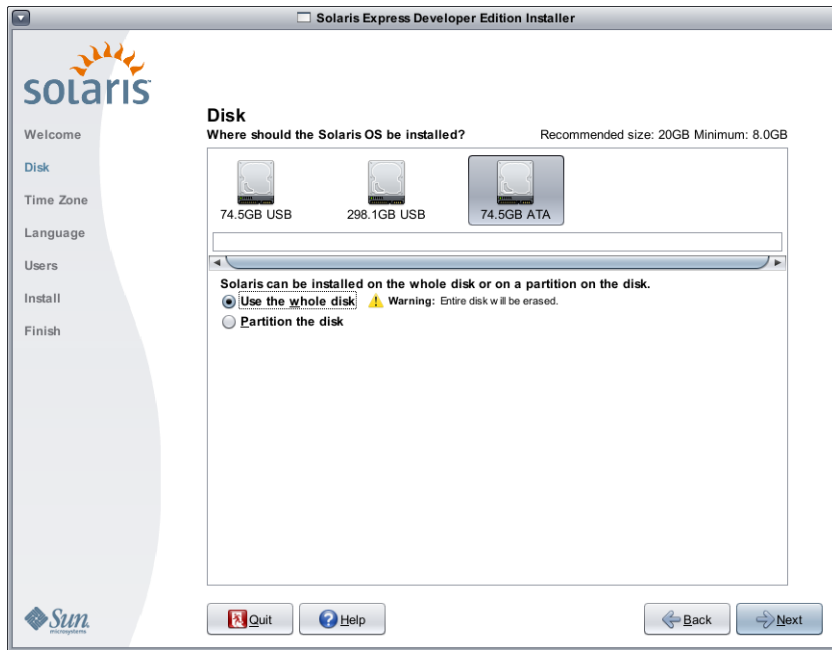 Solaris Express Developer Edition Installer
solaris
Welcome
Disk
Time Zone
Language
Users
Install
Finish
Disk
Where should the Solaris OS be installed? Recommended size: 20GB Minimum: 8.0GB
74.5GB USB 298.1GB USB 74.5GB ATA
Solaris can be installed on the whole disk or on a partition on the disk.
Use the whole disk Warning: Entire disk will be erased.
Partition the disk
Sun
microsystems
Quit Help Back Next